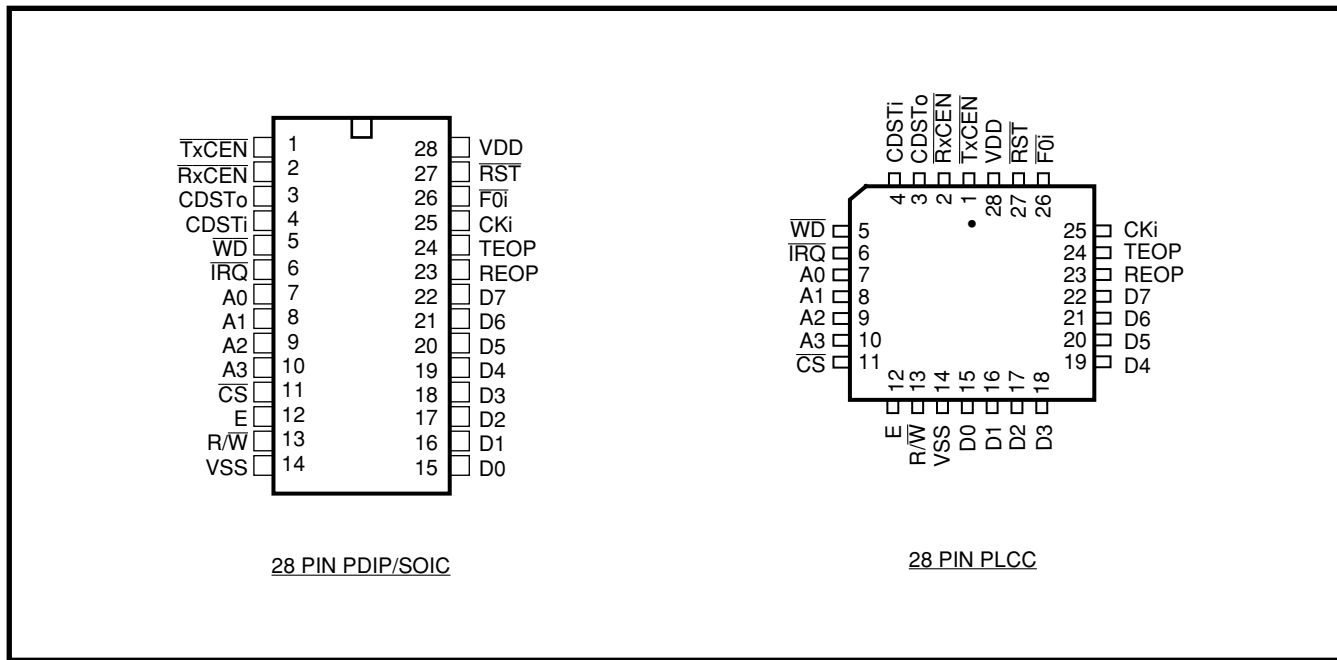 TxCEN 1 28 VDD
RxCEN 2 27 RST
CDSTo 3 26 F0i
CDSTi 4 25 CKi
WD 5 24 TEOP
IRQ 6 23 REOP
A0 7 22 D7
A1 8 21 D6
A2 9 20 D5
A3 10 19 D4
CS 11 18 D3
E 12 17 D2
R/W 13 16 D1
VSS 14 15 D0
28 PIN PDIP/SOIC
CDSTi CDSTo RxCEN TxCEN VDD RST F0i
4 3 2 1 28 27 26
WD 5 25 CKi
IRQ 6 24 TEOP
A0 7 23 REOP
A1 8 22 D7
A2 9 21 D6
A3 10 20 D5
CS 11 19 D4
12 13 14 15 16 17 18
E R/W VSS D0 D1 D2 D3
28 PIN PLCC